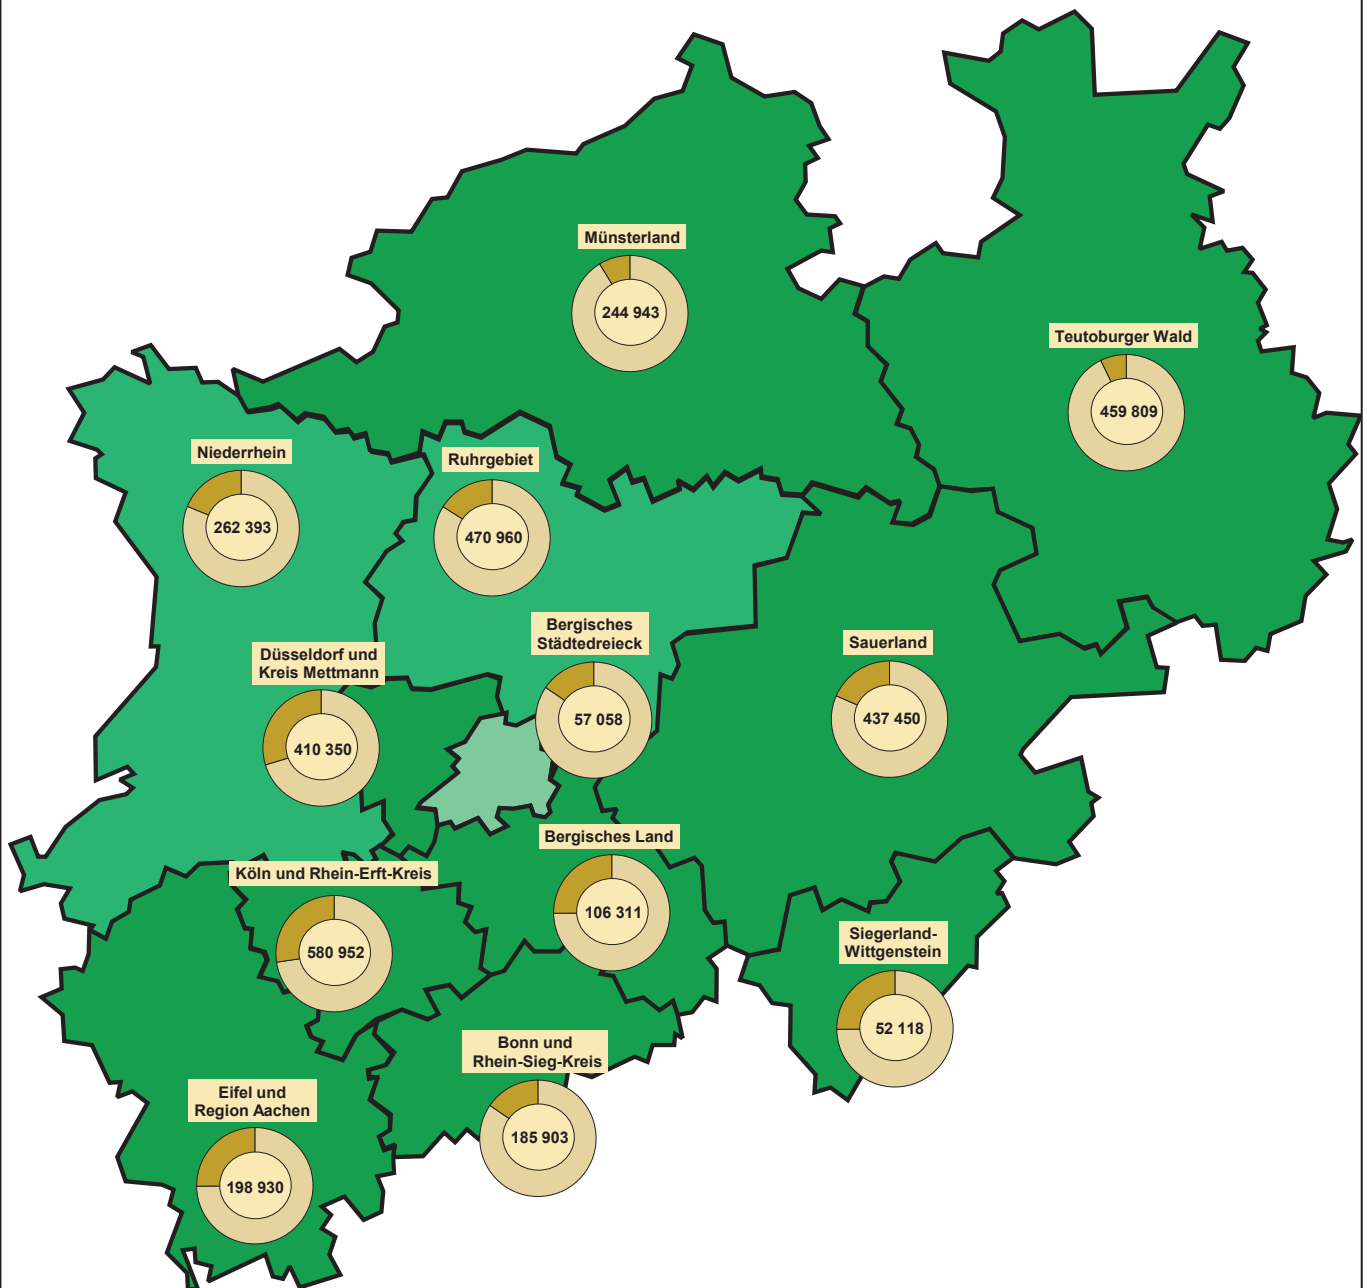 Münsterland
244 943
Teutoburger Wald
459 809
Niederrhein
262 393
Ruhrgebiet
470 960
Bergisches
Städtedreieck
57 058
Sauerland
437 450
Düsseldorf und
Kreis Mettmann
410 350
Bergisches Land
106 311
Köln und Rhein-Erft-Kreis
580 952
Siegerland-
Wittgenstein
52 118
Bonn und
Rhein-Sieg-Kreis
185 903
Eifel und
Region Aachen
198 930